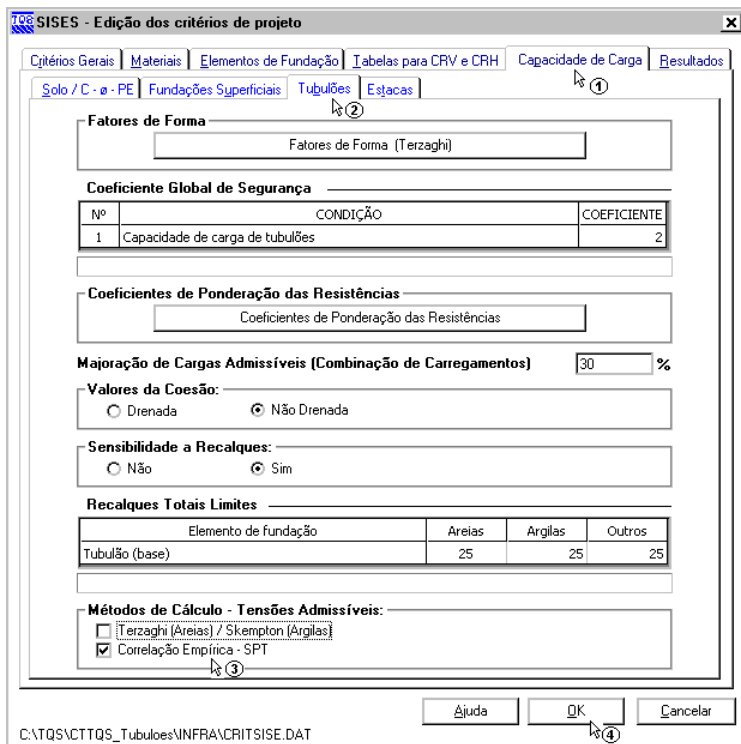 TQS SISES - Edição dos critérios de projeto
Critérios Gerais Materiais Elementos de Fundação Tabelas para CRV e CRH Capacidade de Carga Resultados
1
Solo / C - ø - PE Fundações Superficiais Tubulões Estacas
2
Fatores de Forma
Fatores de Forma (Terzaghi)
Coeficiente Global de Segurança
Nº CONDIÇÃO COEFICIENTE
1 Capacidade de carga de tubulões 2
Coeficientes de Ponderação das Resistências
Coeficientes de Ponderação das Resistências
Majoração de Cargas Admissíveis (Combinação de Carregamentos) 30 %
Valores da Coesão:
Drenada Não Drenada
Sensibilidade a Recalques:
Não Sim
Recalques Totais Limites
Elemento de fundação Areias Argilas Outros
Tubulão (base) 25 25 25
Métodos de Cálculo - Tensões Admissíveis:
Terzaghi (Areias) / Skempton (Argilas)
Correlação Empírica - SPT
3
Ajuda OK Cancelar
4
C:\TQS\CTTQS_Tubuloes\INFRA\CRITSISE.DAT